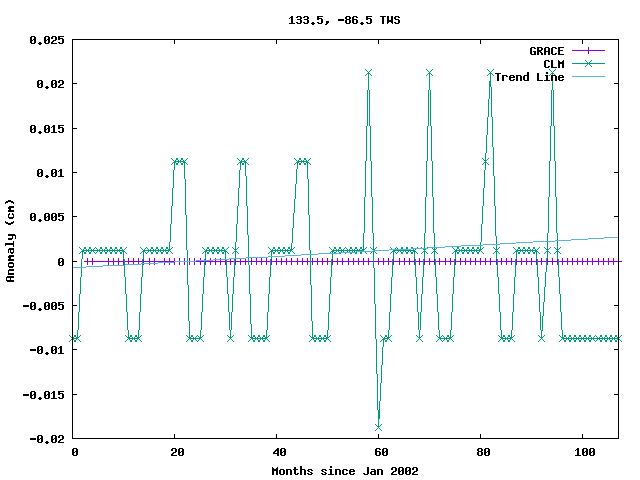 133.5, -86.5 TWS
GRACE
CLM
Trend Line
0.025
0.02
0.015
0.01
0.005
0
-0.005
-0.01
-0.015
-0.02
Anomaly (cm)
0 20 40 60 80 100
Months since Jan 2002